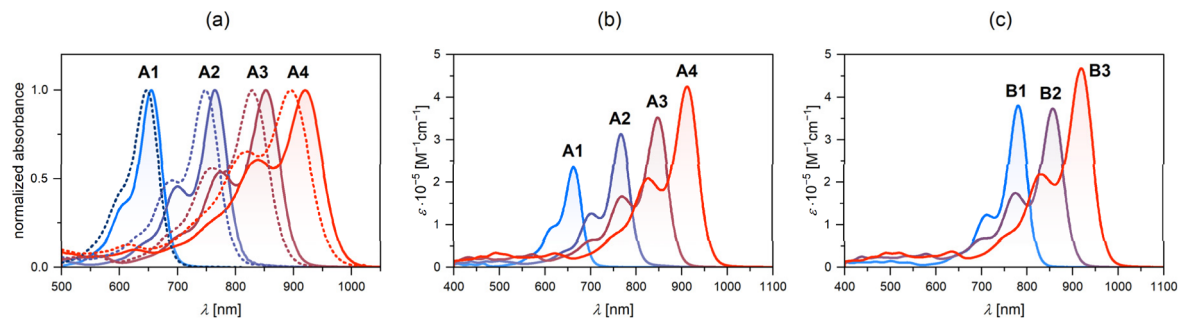 (a)
A1 A2 A3 A4
normalized absorbance
1.0
0.5
0.0
500 600 700 800 900 1000
λ [nm]
(b)
A1
A2
A3
A4
ε·10⁻⁵ [M⁻¹cm⁻¹]
5
4
3
2
1
0
400 500 600 700 800 900 1000 1100
λ [nm]
(c)
B1 B2 B3
ε·10⁻⁵ [M⁻¹cm⁻¹]
5
4
3
2
1
0
400 500 600 700 800 900 1000 1100
λ [nm]